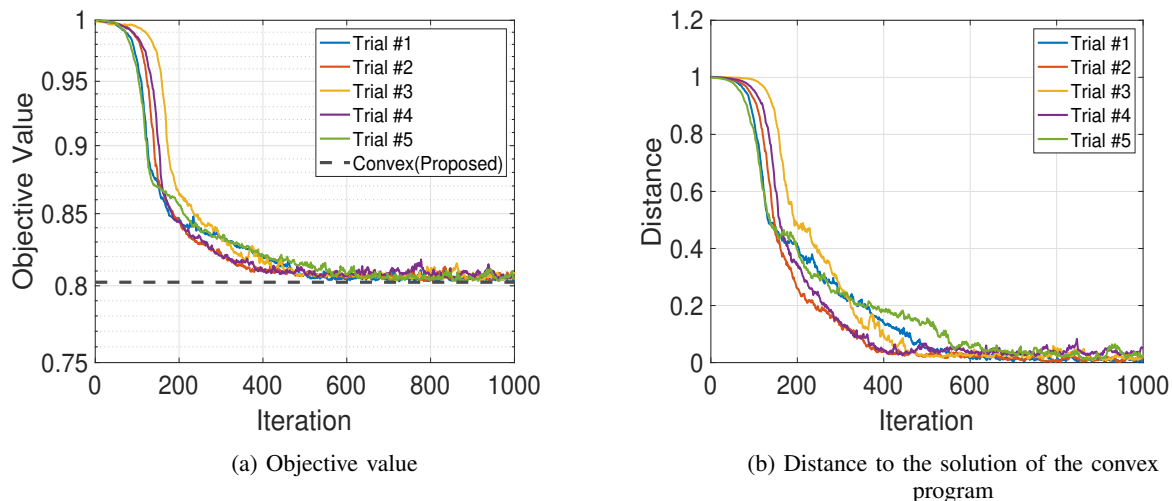 1
0.95
0.9
0.85
0.8
0.75
Objective Value
0
200
400
600
800
1000
Iteration
Trial #1
Trial #2
Trial #3
Trial #4
Trial #5
Convex(Proposed)
(a) Objective value
1.2
1
0.8
0.6
0.4
0.2
0
Distance
0
200
400
600
800
1000
Iteration
Trial #1
Trial #2
Trial #3
Trial #4
Trial #5
(b) Distance to the solution of the convex
program